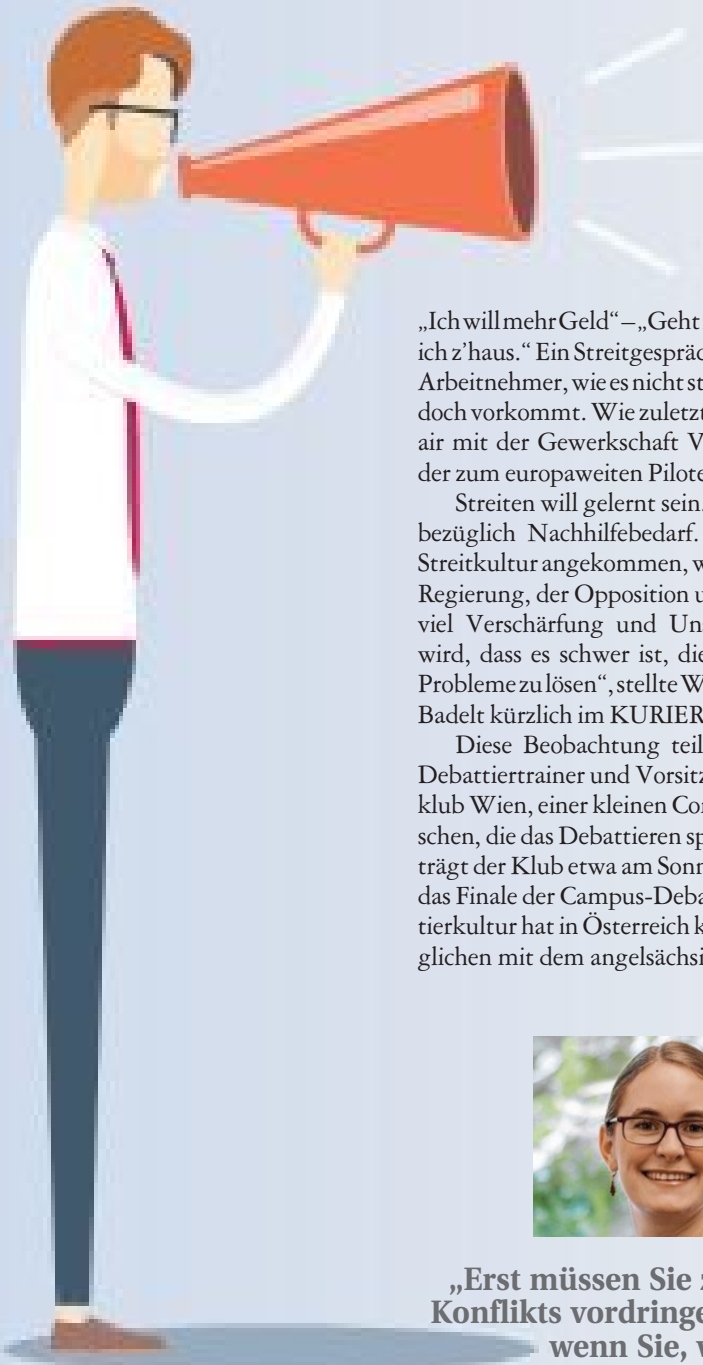 „Ich will mehr Geld“ – „Geht
ich z'haus.“ Ein Streitgespräc
Arbeitnehmer, wie es nicht st
doch vorkommt. Wie zuletzt
air mit der Gewerkschaft V
der zum europaweiten Pilote
Streiten will gelernt sein.
bezüglich Nachhilfebedarf.
Streitkultur angekommen, w
Regierung, der Opposition u
viel Verschärfung und Un
wird, dass es schwer ist, die
Probleme zu lösen“, stellte W
Badelt kürzlich im KURIER
Diese Beobachtung teil
Debattiertrainer und Vorsitz
klub Wien, einer kleinen Co
schen, die das Debattieren sp
trägt der Klub etwa am Sonn
das Finale der Campus-Deba
tierkultur hat in Österreich k
glichen mit dem angelsächsi
„Erst müssen Sie z
Konflikts vordringe
wenn Sie, w